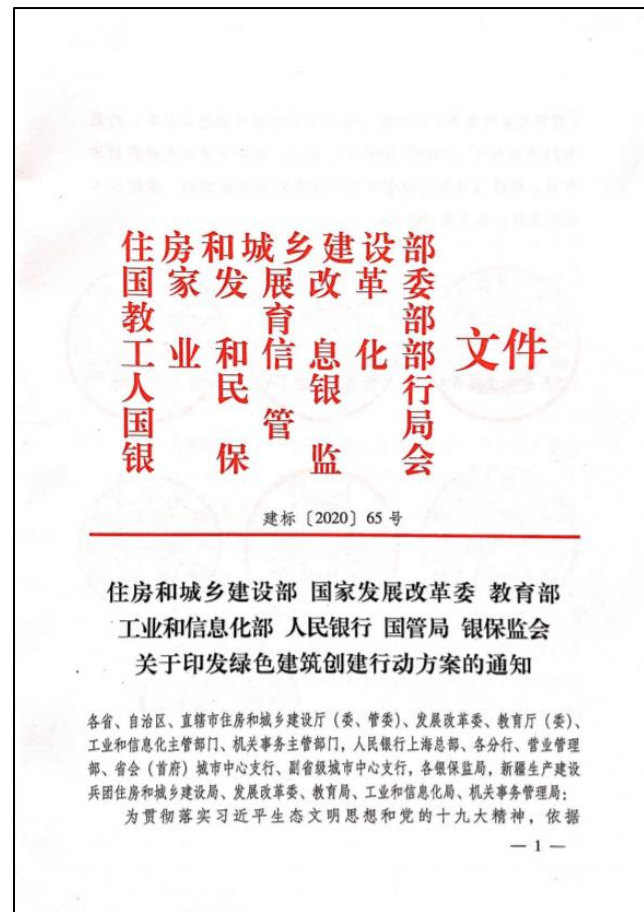 住房和城乡建设部
国家发展改革委
教育部
工业和信息化部
人民银行
国管局
银保监会
文件
建标〔2020〕65号
住房和城乡建设部 国家发展改革委 教育部
工业和信息化部 人民银行 国管局 银保监会
关于印发绿色建筑创建行动方案的通知
各省、自治区、直辖市住房和城乡建设厅（委、管委）、发展改革委、教育厅（委）、
工业和信息化主管部门、机关事务主管部门，人民银行上海总部、各分行、营业管理
部、省会（首府）城市中心支行、副省级城市中心支行，各银保监局，新疆生产建设
兵团住房和城乡建设局、发展改革委、教育局、工业和信息化局、机关事务管理局：
为贯彻落实习近平生态文明思想和党的十九大精神，依据
— 1 —